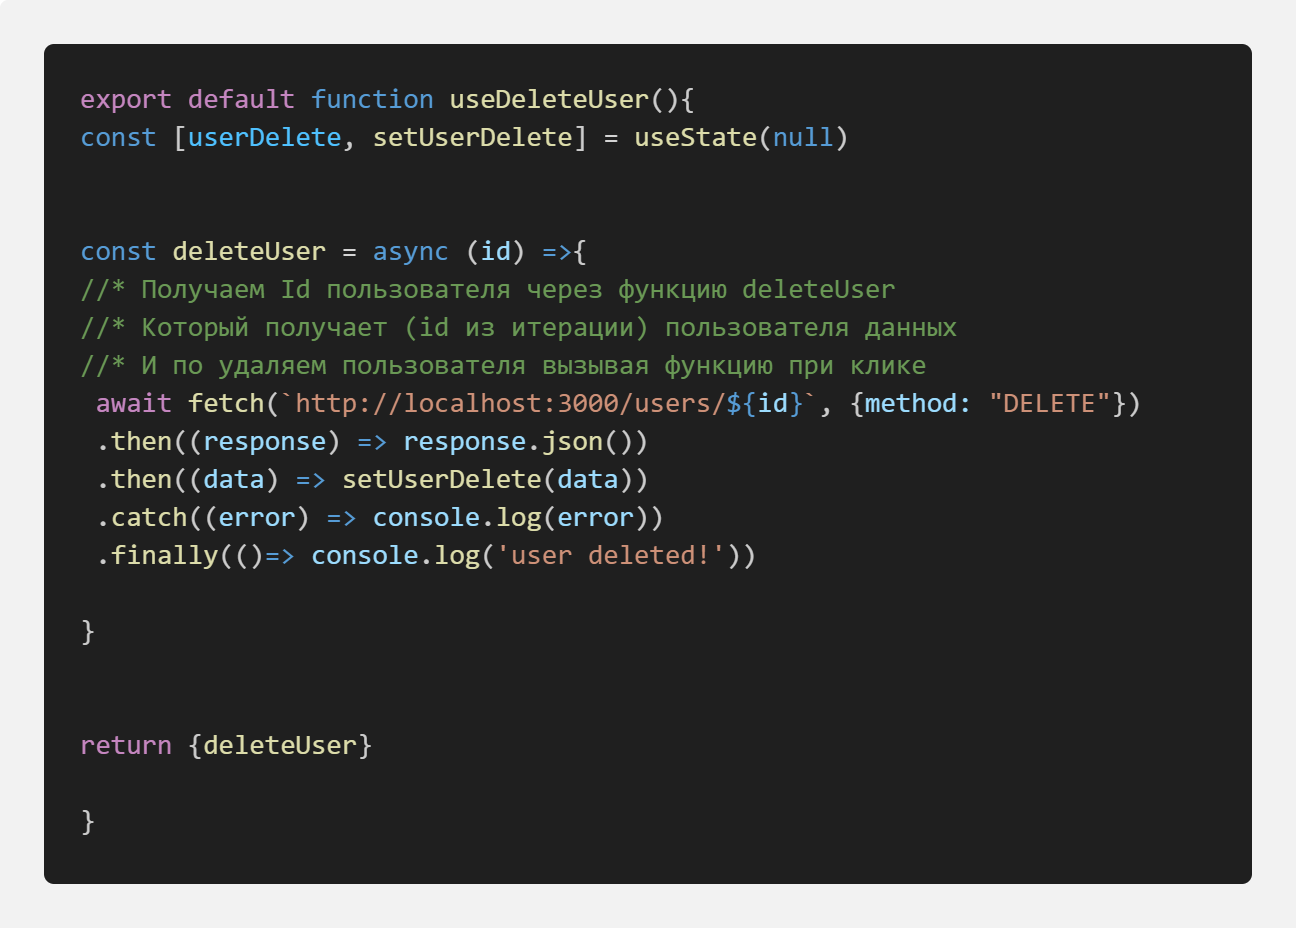 export default function useDeleteUser(){
const [userDelete, setUserDelete] = useState(null)
const deleteUser = async (id) =>{
//* Получаем Id пользователя через функцию deleteUser
//* Который получает (id из итерации) пользователя данных
//* И по удаляем пользователя вызывая функцию при клике
await fetch(`http://localhost:3000/users/${id}`, {method: "DELETE"})
.then((response) => response.json())
.then((data) => setUserDelete(data))
.catch((error) => console.log(error))
.finally(()=> console.log('user deleted!'))
}
return {deleteUser}
}